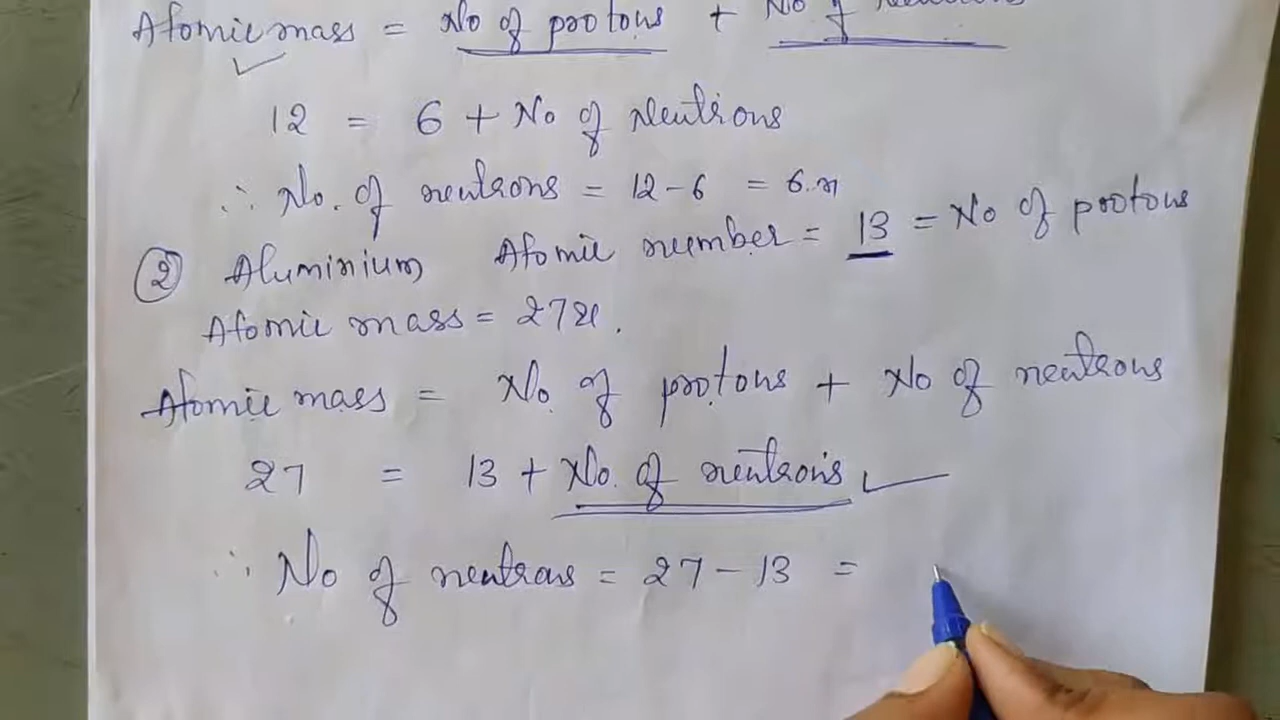 Atomic mass = No of protons + No of neutrons
12 = 6 + No of Neutrons
∴ No. of neutrons = 12 - 6 = 6
② Aluminium Atomic number = 13 = No of protons
Atomic mass = 27u.
Atomic mass = No. of protons + No of neutrons
27 = 13 + No. of neutrons
∴ No of neutrons = 27 - 13 =